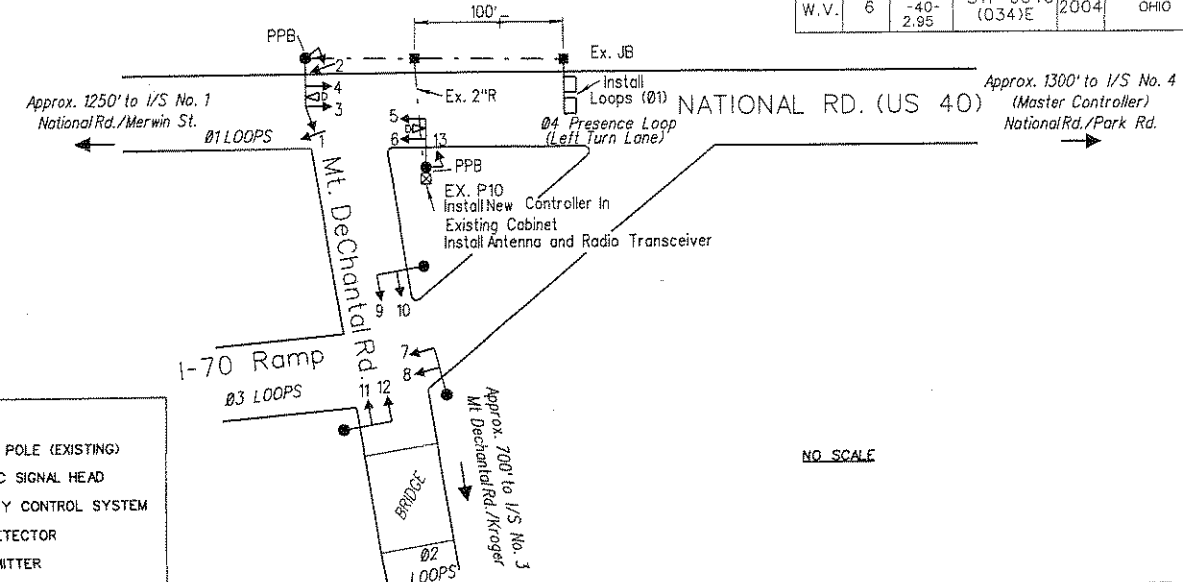 W.V.
6
-40-
2.95
(034)E
2004
OHIO
100'
PPB
Ex. JB
2
4
3
1
Ex. 2"R
Install
Loops (Ø1)
NATIONAL RD. (US 40)
Approx. 1250' to I/S No. 1
National Rd./Merwin St.
Approx. 1300' to I/S No. 4
(Master Controller)
National Rd./Park Rd.
Ø1 LOOPS
5
6
13
Ø4 Presence Loop
(Left Turn Lane)
PPB
EX. P10
Install New Controller In
Existing Cabinet
Install Antenna and Radio Transceiver
Mt. DeChantal Rd.
9
10
I-70 Ramp
Ø3 LOOPS
7
8
11
12
Approx. 700' to I/S No. 3
Mt Dechantal Rd./Kroger
BRIDGE
Ø2
LOOPS
NO SCALE
POLE (EXISTING)
C SIGNAL HEAD
Y CONTROL SYSTEM
ETECTOR
MITTER